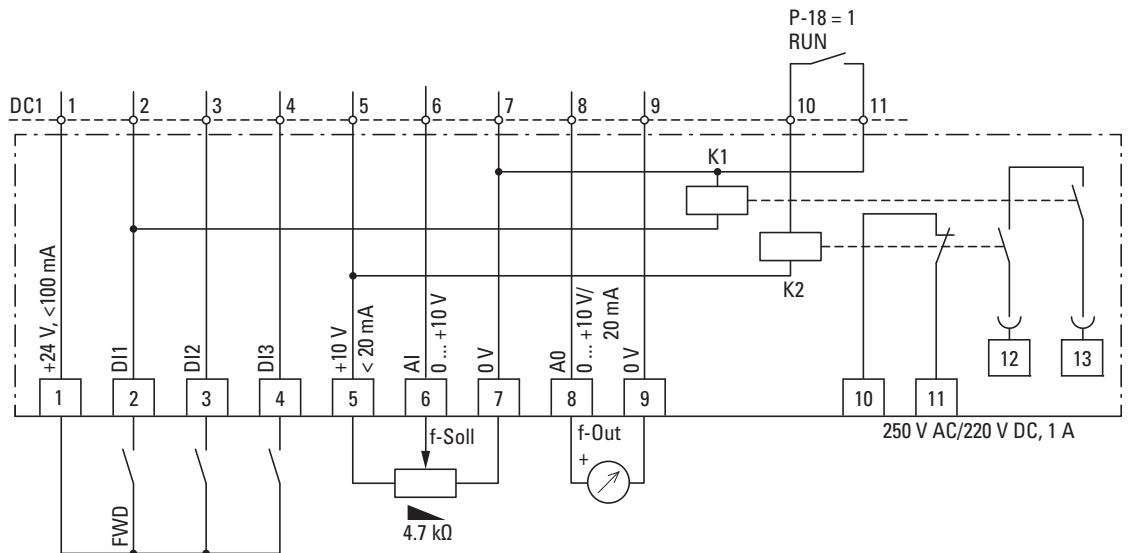 P-18 = 1
RUN
DC1 1 2 3 4 5 6 7 8 9 10 11
K1
K2
+24 V, <100 mA
DI1
DI2
DI3
+10 V
< 20 mA
AI
0 ... +10 V
0 V
A0
0 ... +10 V/
20 mA
0 V
12 13
1 2 3 4 5 6 7 8 9 10 11
250 V AC/220 V DC, 1 A
f-Soll
f-Out
+
FWD
4.7 kΩ